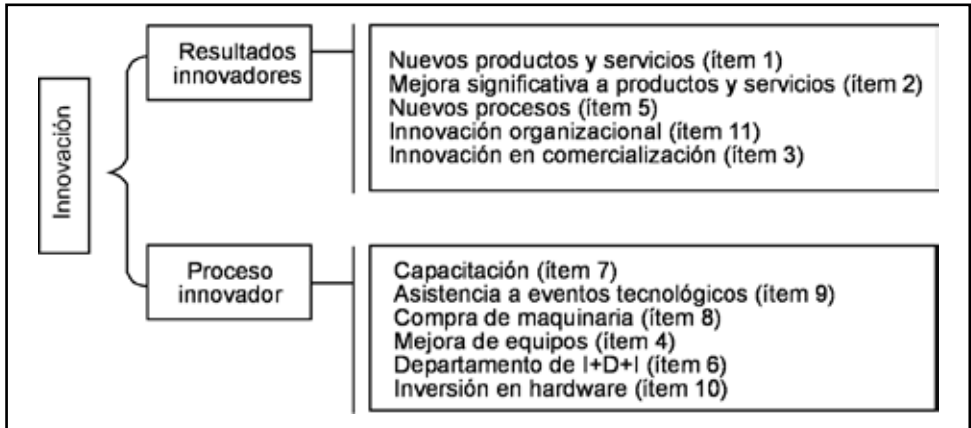 Innovación
Resultados
innovadores
Nuevos productos y servicios (ítem 1)
Mejora significativa a productos y servicios (ítem 2)
Nuevos procesos (ítem 5)
Innovación organizacional (ítem 11)
Innovación en comercialización (ítem 3)
Proceso
innovador
Capacitación (ítem 7)
Asistencia a eventos tecnológicos (ítem 9)
Compra de maquinaria (ítem 8)
Mejora de equipos (ítem 4)
Departamento de I+D+I (ítem 6)
Inversión en hardware (ítem 10)